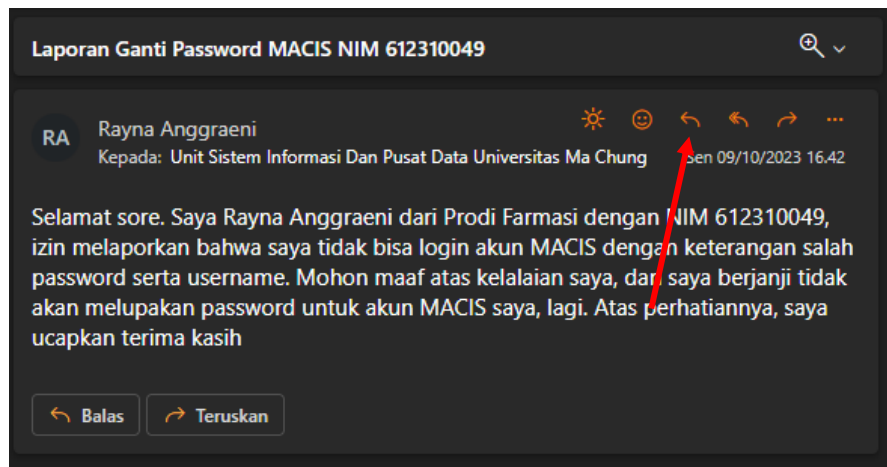 Laporan Ganti Password MACIS NIM 612310049
RA
Rayna Anggraeni
Kepada: Unit Sistem Informasi Dan Pusat Data Universitas Ma Chung
Sen 09/10/2023 16.42
Selamat sore. Saya Rayna Anggraeni dari Prodi Farmasi dengan NIM 612310049,
izin melaporkan bahwa saya tidak bisa login akun MACIS dengan keterangan salah
password serta username. Mohon maaf atas kelalaian saya, dan saya berjanji tidak
akan melupakan password untuk akun MACIS saya, lagi. Atas perhatiannya, saya
ucapkan terima kasih
Balas
Teruskan